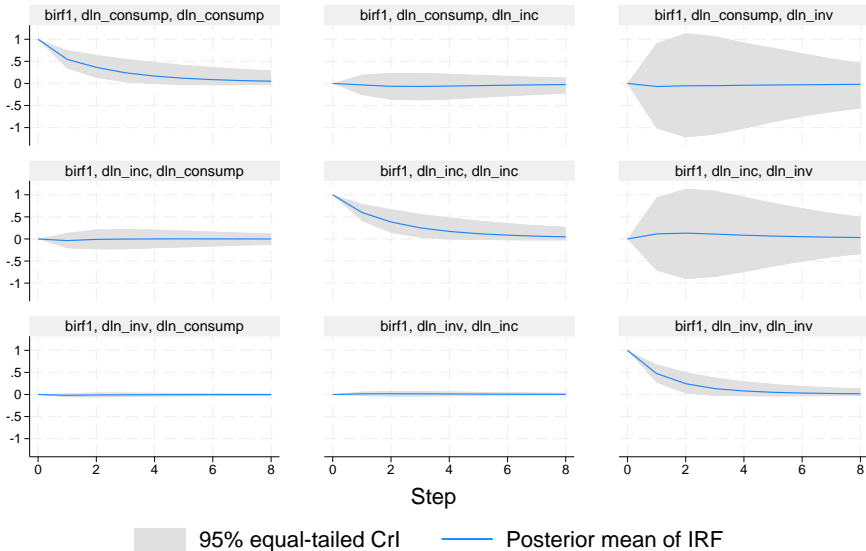 birf1, dln_consump, dln_consump
birf1, dln_consump, dln_inc
birf1, dln_consump, dln_inv
1
.5
0
-.5
-1
birf1, dln_inc, dln_consump
birf1, dln_inc, dln_inc
birf1, dln_inc, dln_inv
1
.5
0
-.5
-1
birf1, dln_inv, dln_consump
birf1, dln_inv, dln_inc
birf1, dln_inv, dln_inv
1
.5
0
-.5
-1
0 2 4 6 8
0 2 4 6 8
0 2 4 6 8
Step
95% equal-tailed CrI
Posterior mean of IRF